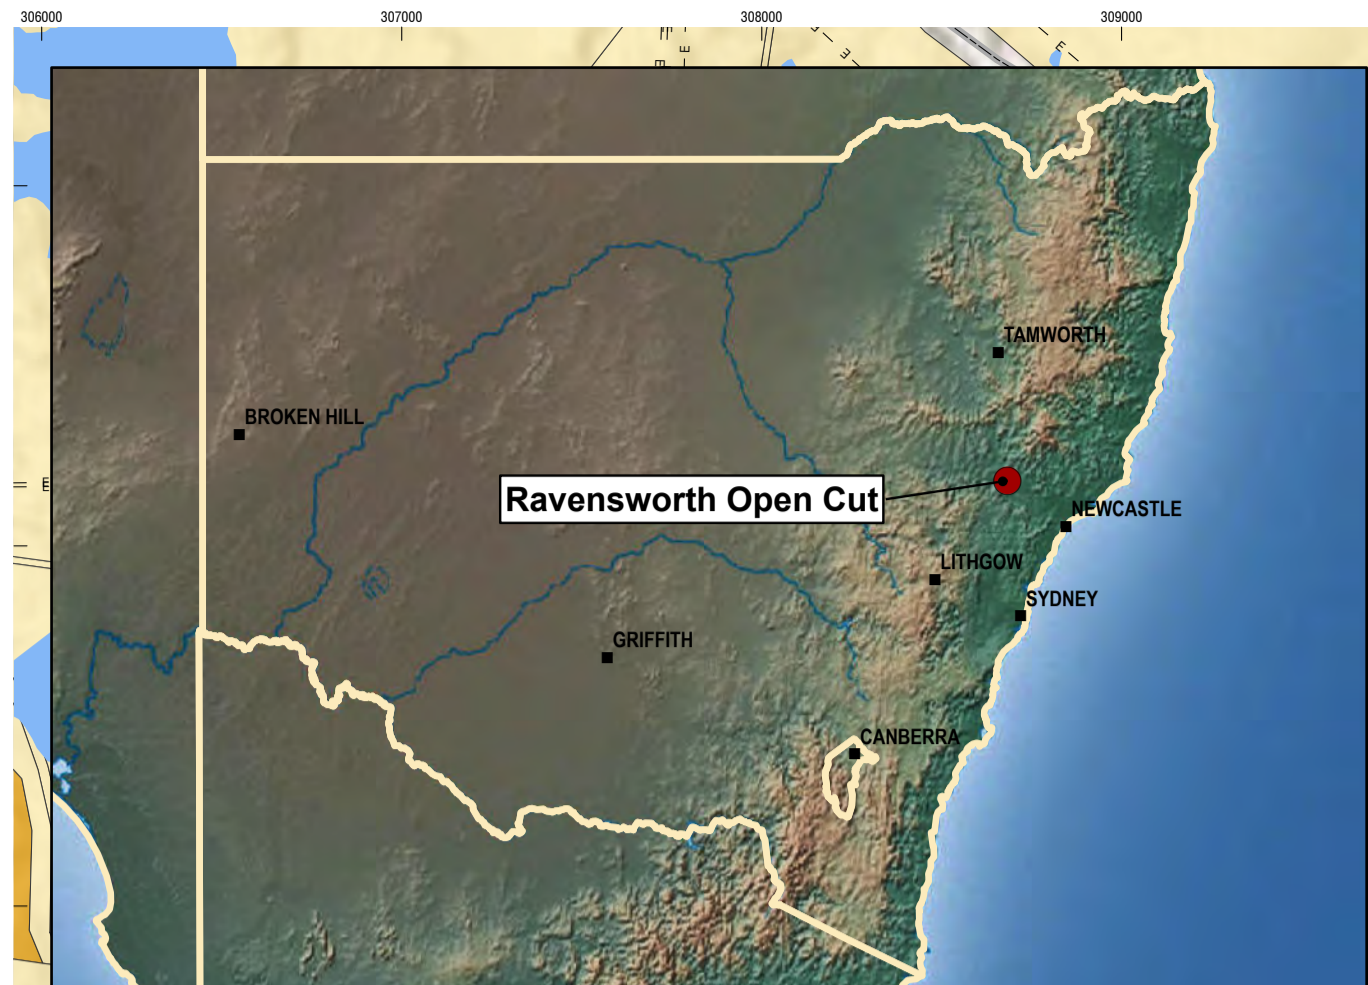 306000 307000 308000 309000
E
E
E
E
E
TAMWORTH
BROKEN HILL
E
Ravensworth Open Cut
NEWCASTLE
LITHGOW
SYDNEY
GRIFFITH
CANBERRA